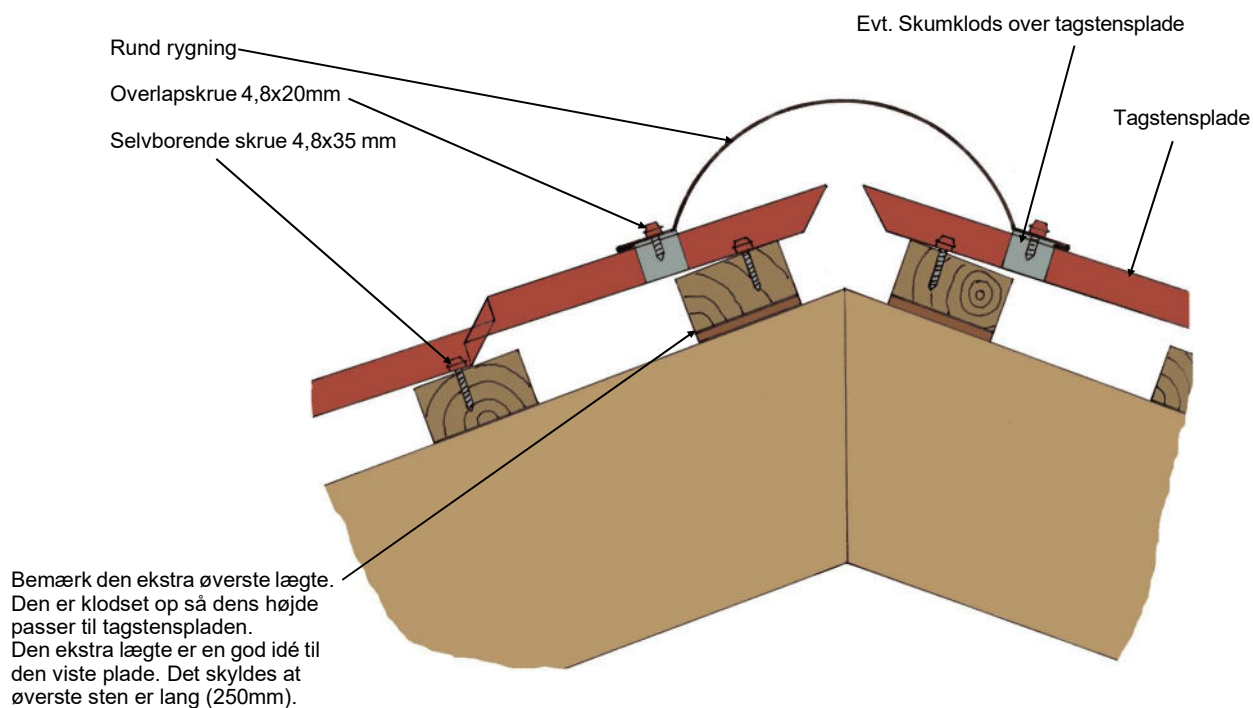 Evt. Skumklods over tagstensplade
Rund rygning
Overlapskrue 4,8x20mm
Tagstensplade
Selvborende skrue 4,8x35 mm
Bemærk den ekstra øverste lægte.
Den er klodset op så dens højde
passer til tagstenspladen.
Den ekstra lægte er en god idé til
den viste plade. Det skyldes at
øverste sten er lang (250mm).